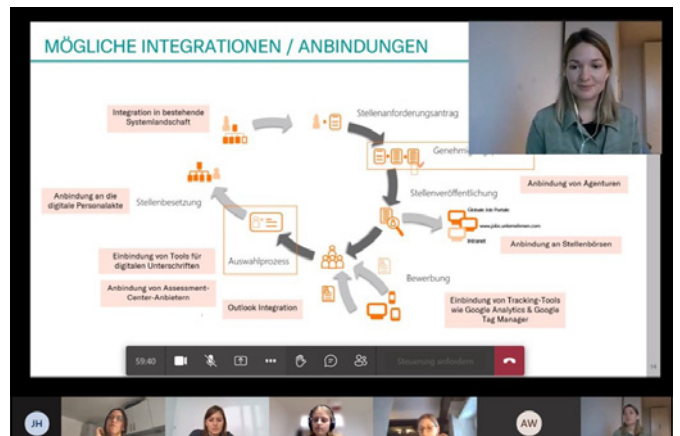 MÖGLICHE INTEGRATIONEN / ANBINDUNGEN
Integration in bestehende
Systemlandschaft
Stellenanforderungsantrag
Anbindung an die
digitale Personalakte
Stellenbesetzung
Stellenveröffentlichung
Anbindung von Agenturen
Globale Job Portale
www.jobs.unternehmen.com
Intranet
Anbindung an Stellenbörsen
Einbindung von Tools für
digitalen Unterschriften
Auswahlprozess
Anbindung von Assessment-
Center-Anbietern
Outlook Integration
Bewerbung
Einbindung von Tracking-Tools
wie Google Analytics & Google
Tag Manager
59:40
Steuerung anfordern
14
JH
AW